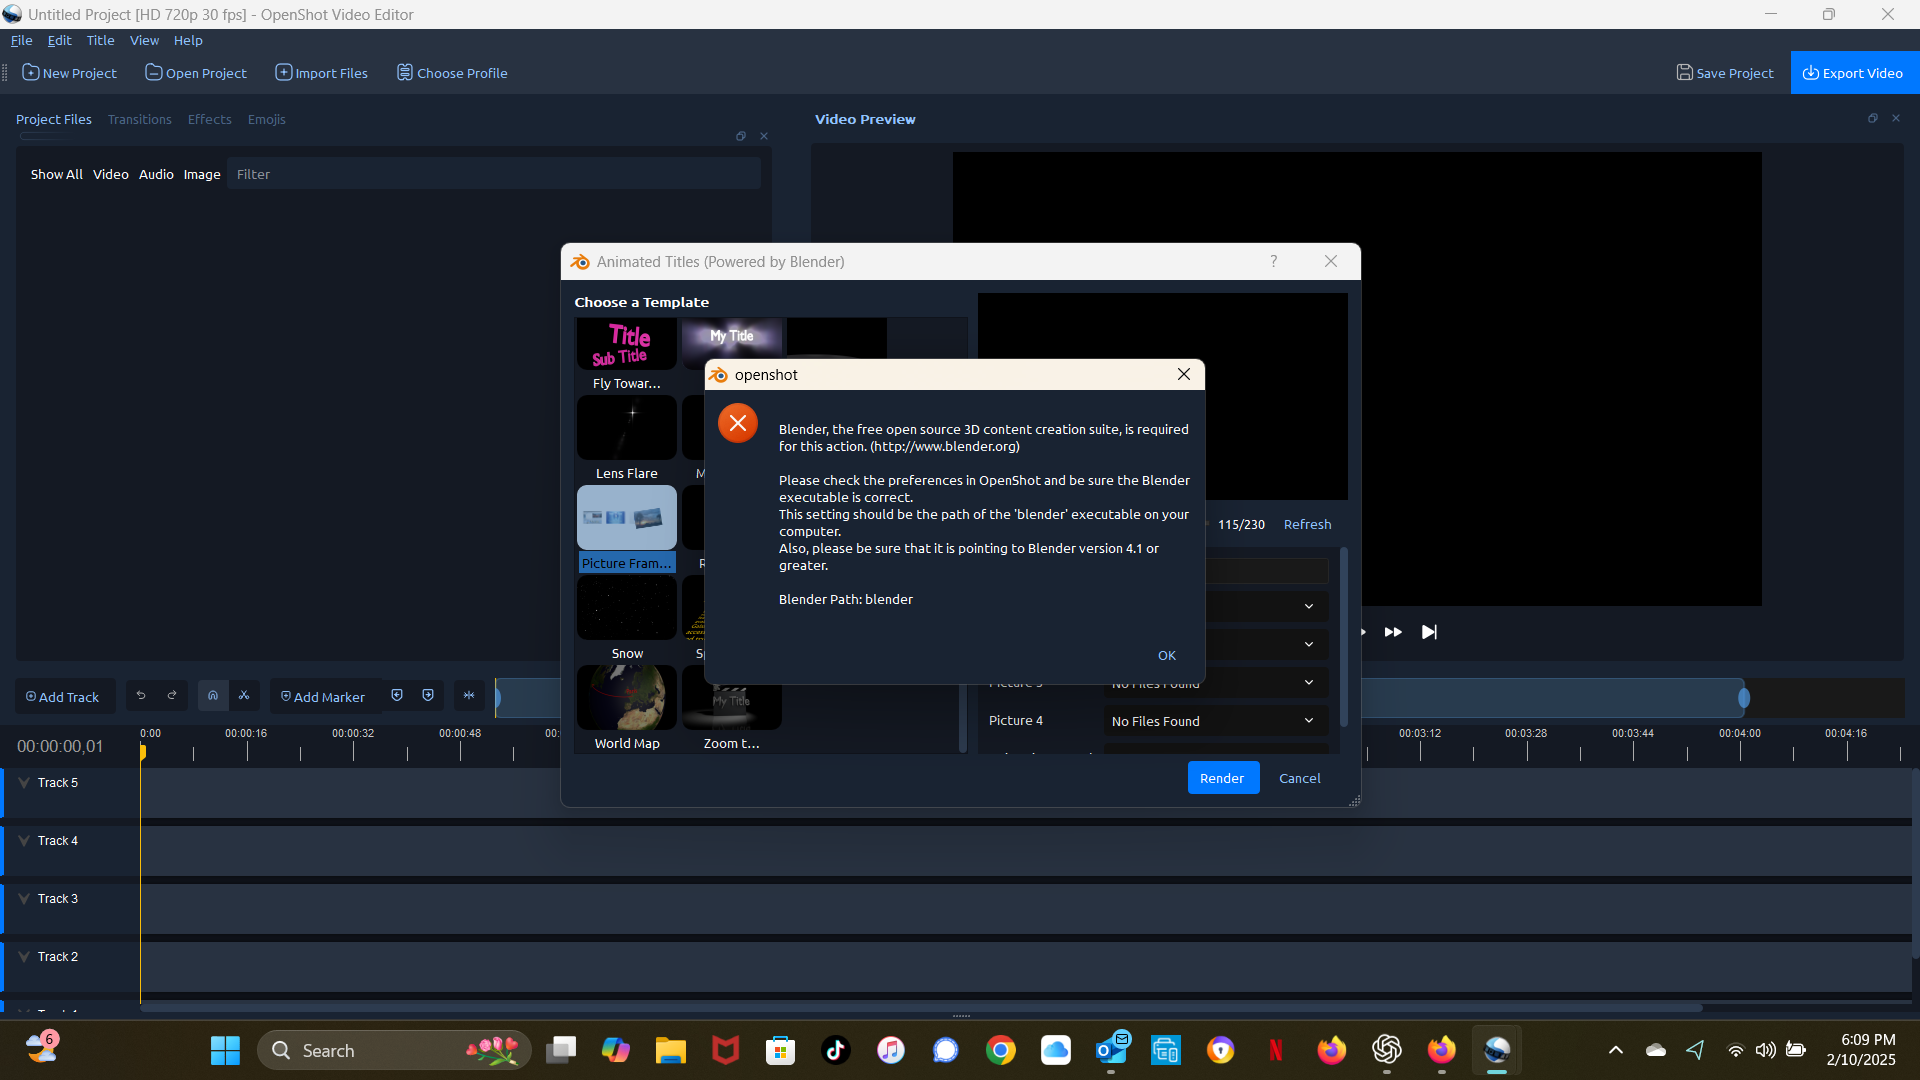 Untitled Project [HD 720p 30 fps] - OpenShot Video Editor
File Edit Title View Help
New Project Open Project Import Files Choose Profile Save Project Export Video
Project Files Transitions Effects Emojis
Video Preview
Show All Video Audio Image Filter
Animated Titles (Powered by Blender)
?
Choose a Template
Title
Sub Title
My Title
Fly Towar...
Lens Flare
Picture Fram...
Snow
World Map
My Title
Zoom t...
openshot
Blender, the free open source 3D content creation suite, is required
for this action. (http://www.blender.org)
Please check the preferences in OpenShot and be sure the Blender
executable is correct.
This setting should be the path of the 'blender' executable on your
computer.
Also, please be sure that it is pointing to Blender version 4.1 or
greater.
Blender Path: blender
OK
115/230 Refresh
Picture 4 No Files Found
Render Cancel
Add Track Add Marker
00:00:00,01
0:00 00:00:16 00:00:32 00:00:48 00:03:12 00:03:28 00:03:44 00:04:00 00:04:16
Track 5
Track 4
Track 3
Track 2
6
Search
6:09 PM
2/10/2025